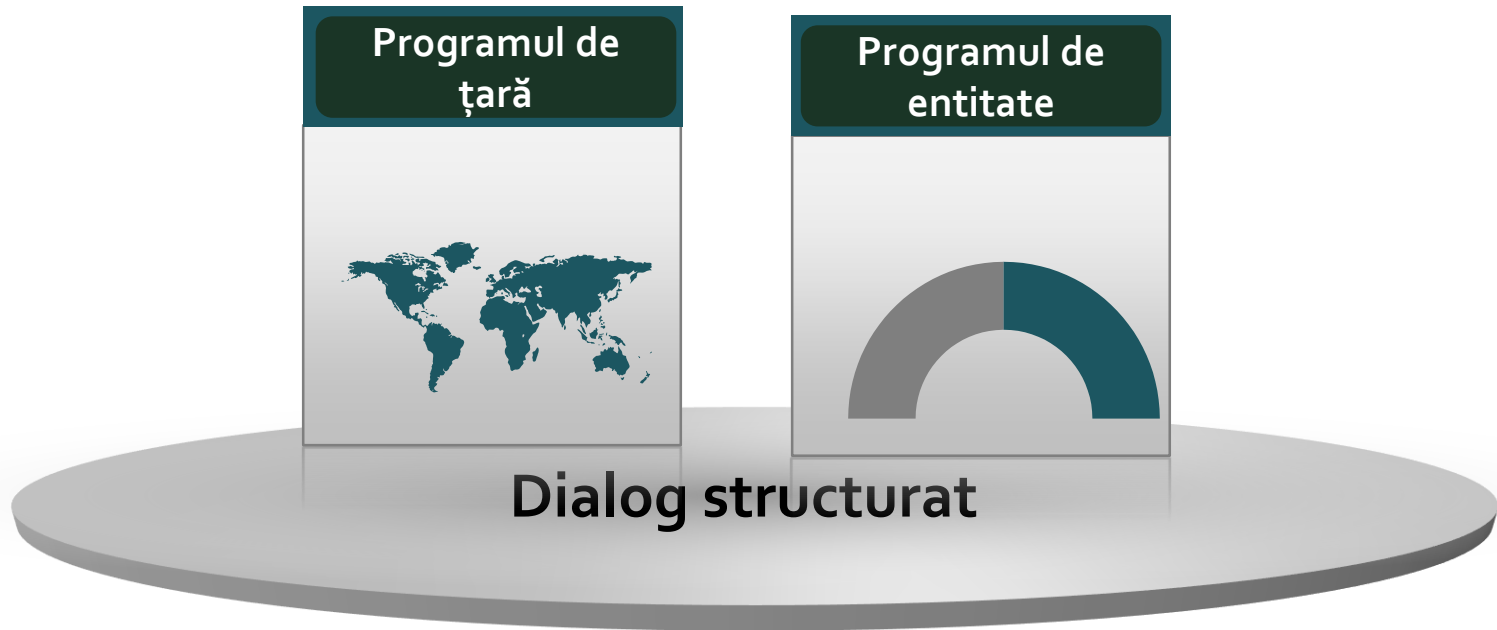 Programul de
țară
Programul de
entitate
Dialog structurat